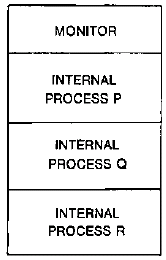 MONITOR
INTERNAL
PROCESS P
INTERNAL
PROCESS Q
INTERNAL
PROCESS R